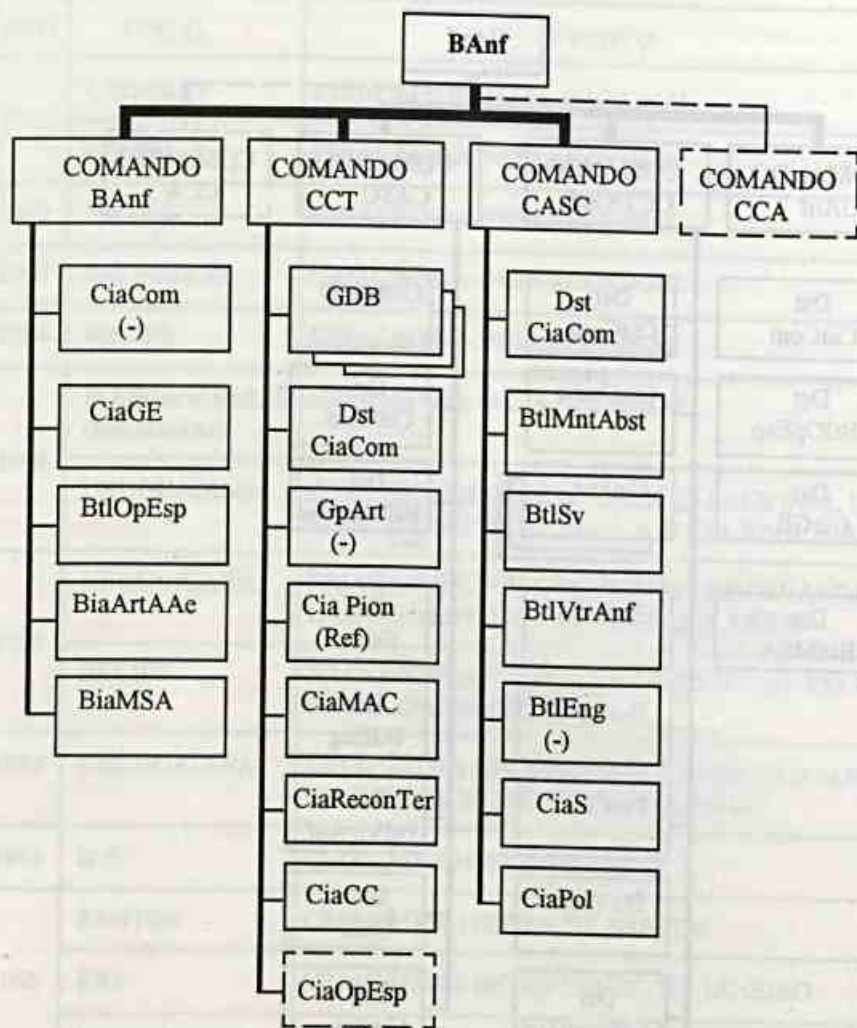 BAnf
COMANDO
BAnf
COMANDO
CCT
COMANDO
CASC
COMANDO
CCA
CiaCom
(-)
CiaGE
BtlOpEsp
BiaArtAAe
BiaMSA
GDB
Dst
CiaCom
GpArt
(-)
Cia Pion
(Ref)
CiaMAC
CiaReconTer
CiaCC
CiaOpEsp
Dst
CiaCom
BtlMntAbst
BtlSv
BtlVtrAnf
BtlEng
(-)
CiaS
CiaPol